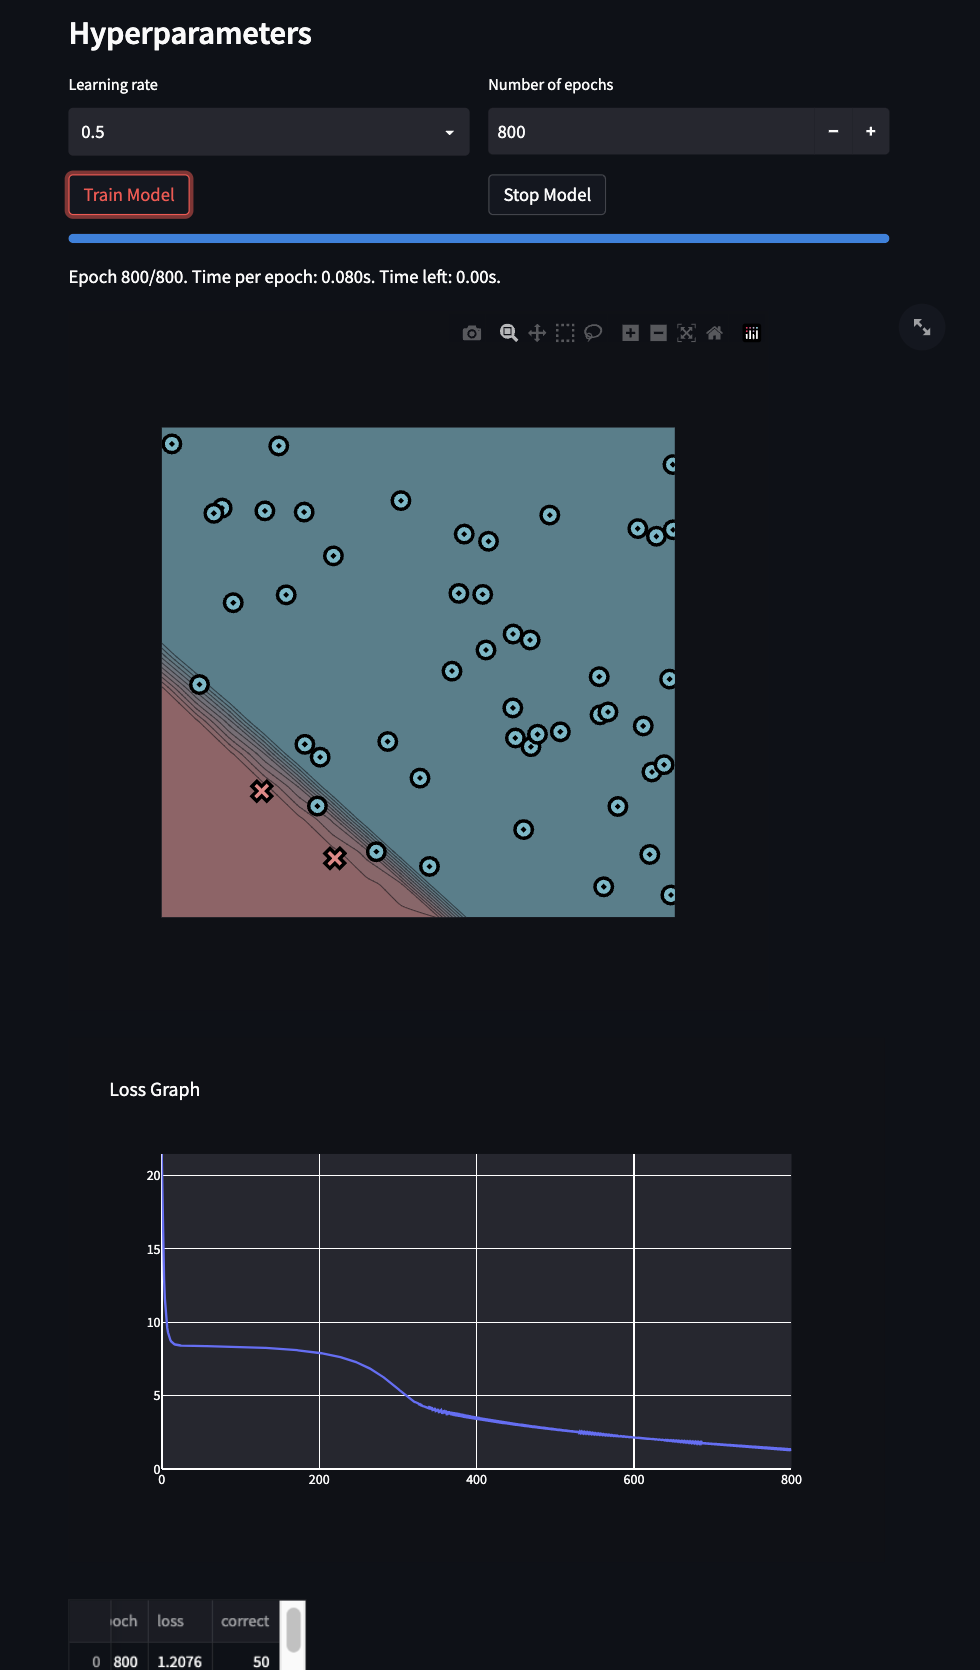 Hyperparameters
Learning rate
Number of epochs
0.5
800
Train Model
Stop Model
Epoch 800/800. Time per epoch: 0.080s. Time left: 0.00s.
Loss Graph
20
15
10
5
0
0 200 400 600 800
och loss correct
0 800 1.2076 50